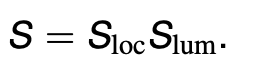 S = S_loc S_lum.